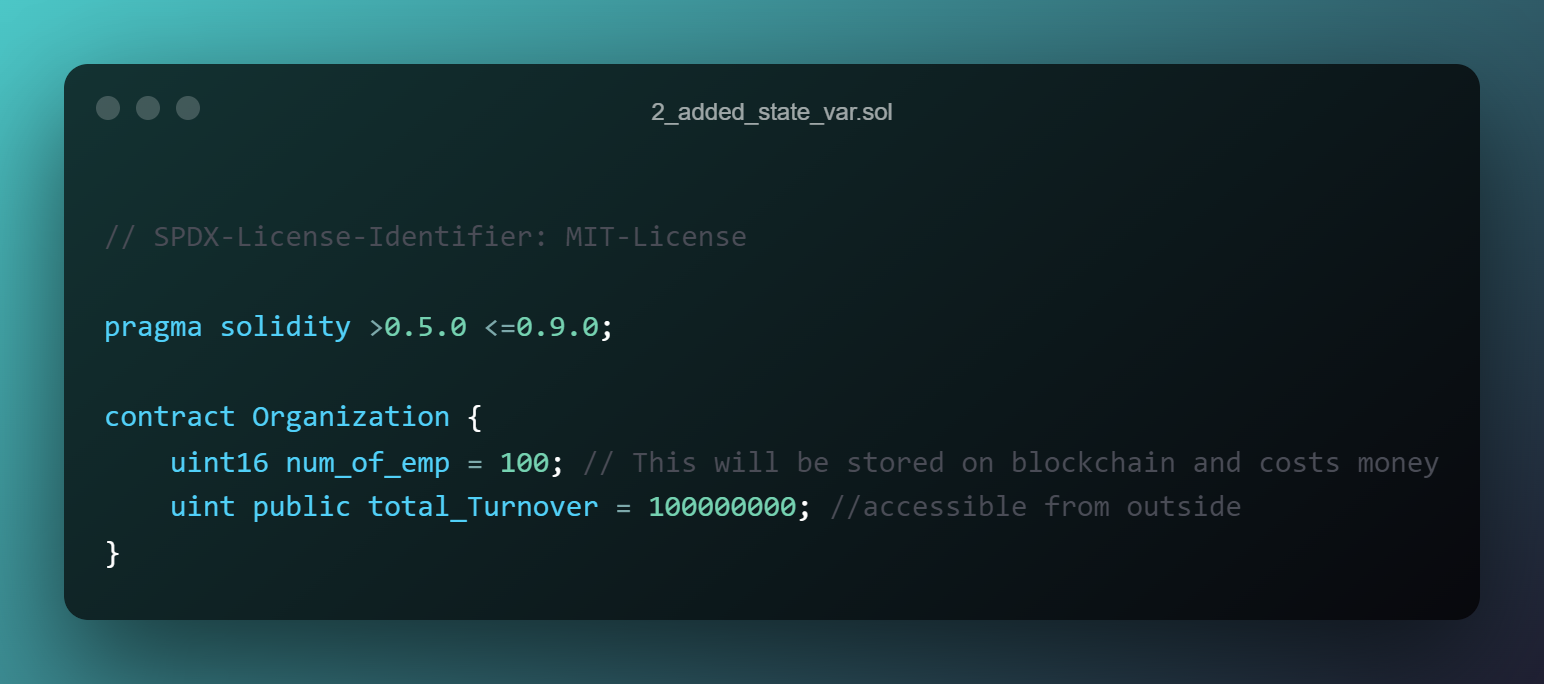 2_added_state_var.sol
// SPDX-License-Identifier: MIT-License
pragma solidity >0.5.0 <=0.9.0;
contract Organization {
    uint16 num_of_emp = 100; // This will be stored on blockchain and costs money
    uint public total_Turnover = 100000000; //accessible from outside
}